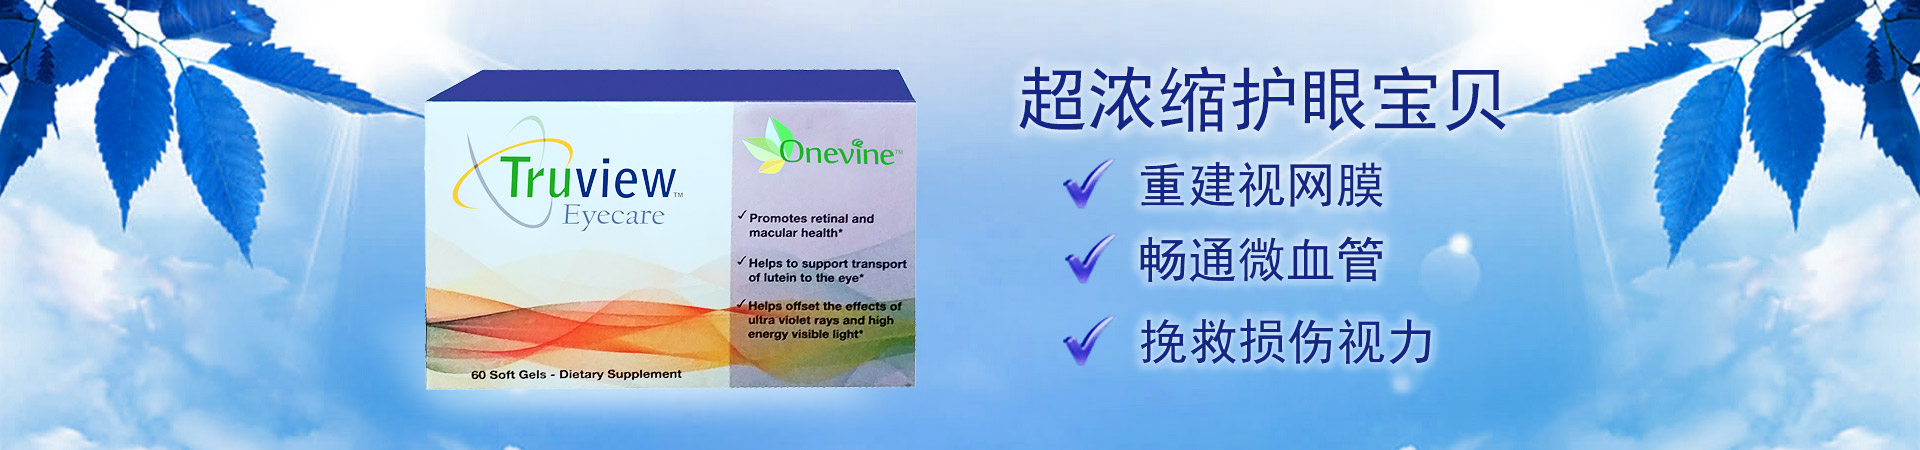 Truview™
Eyecare
Onevine™
✓Promotes retinal and
macular health*
✓Helps to support transport
of lutein to the eye*
✓Helps offset the effects of
ultra violet rays and high
energy visible light*
60 Soft Gels - Dietary Supplement
超浓缩护眼宝贝
重建视网膜
畅通微血管
挽救损伤视力